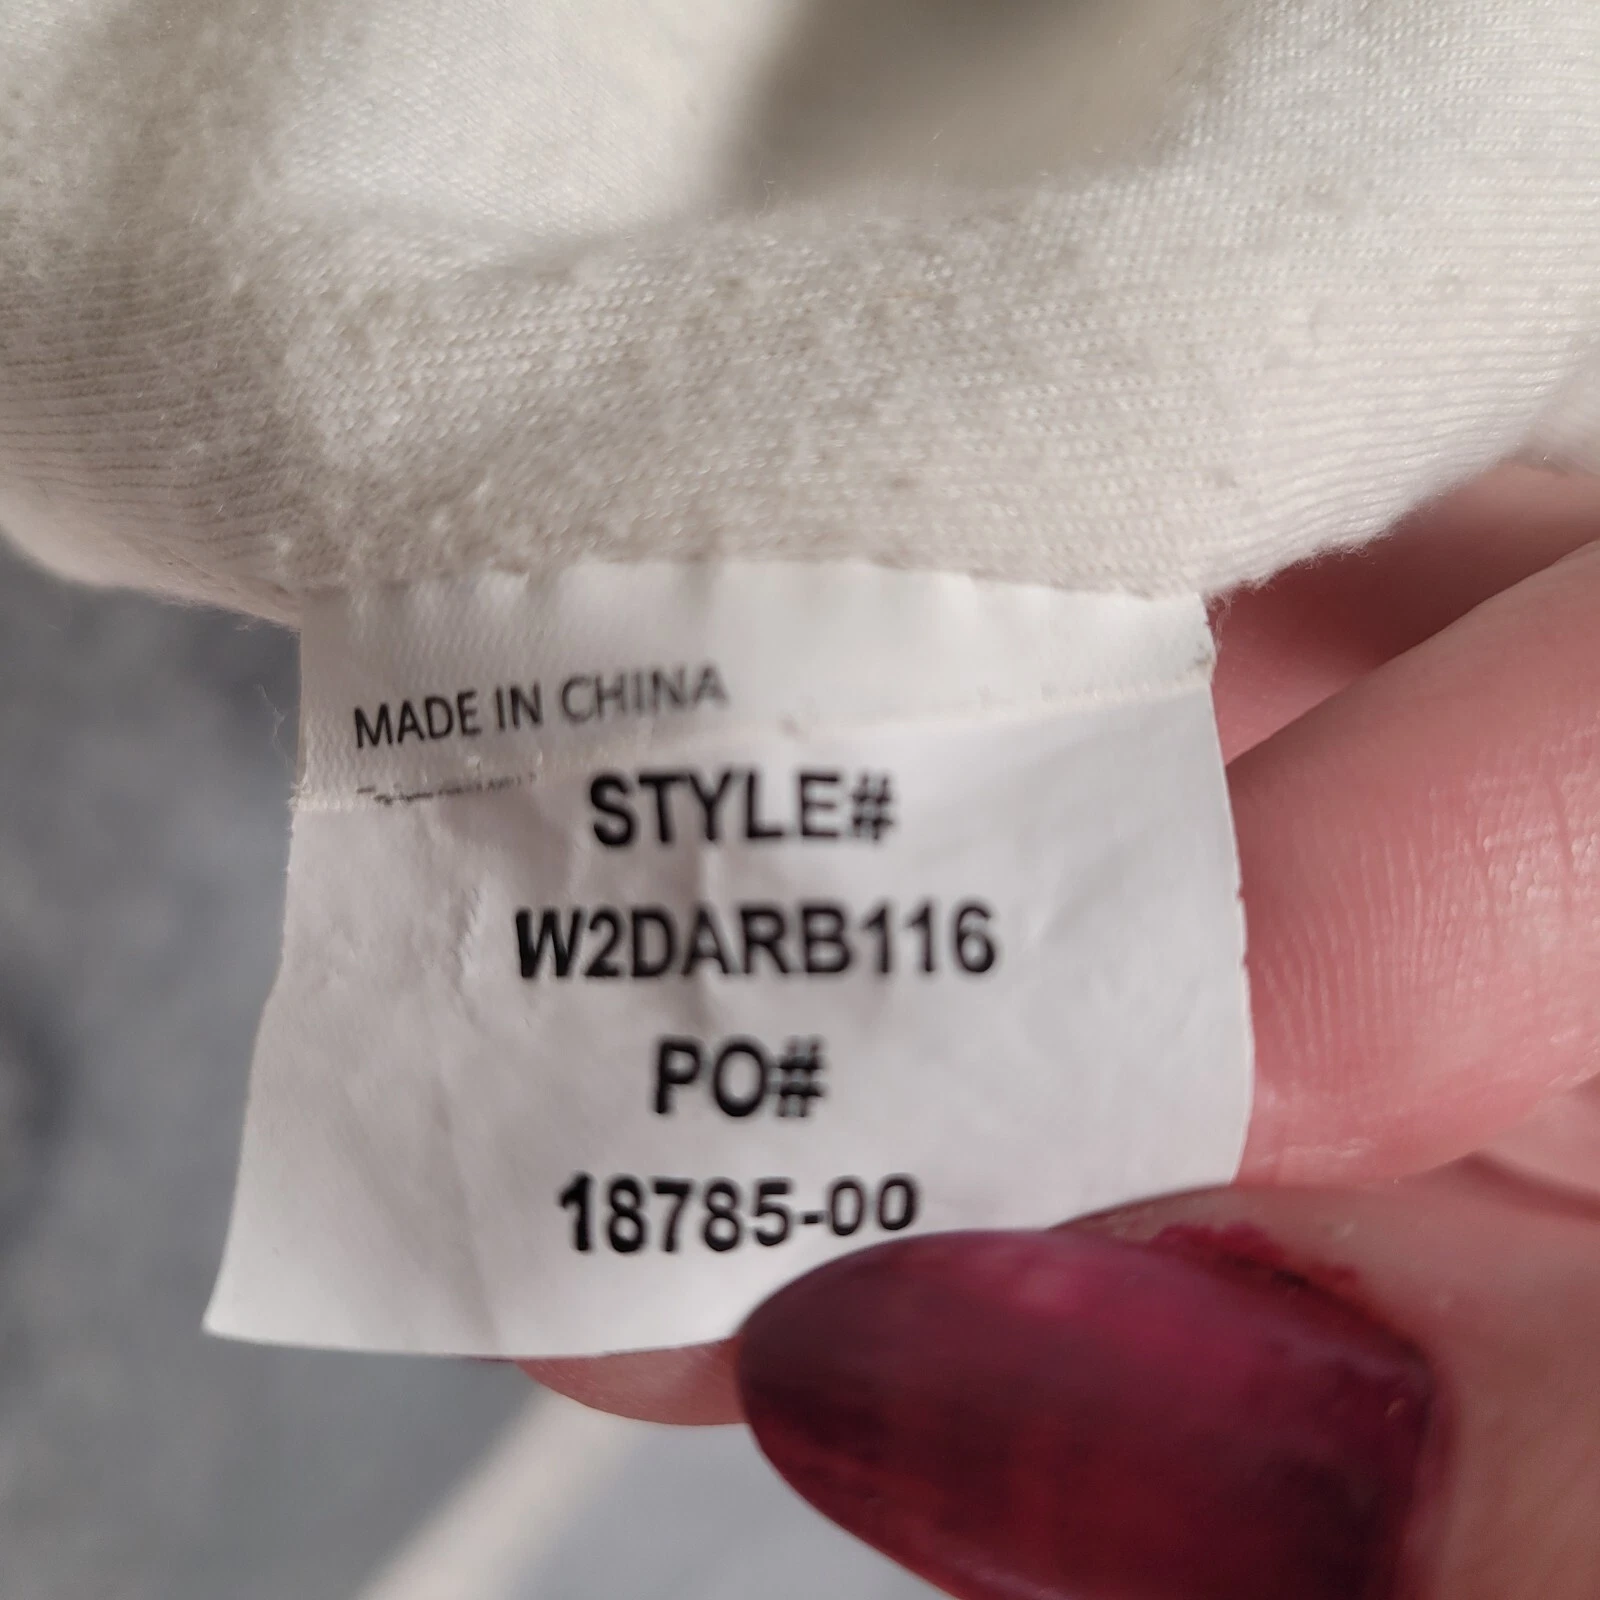 MADE IN CHINA
STYLE#
W2DARB116
PO#
18785-00